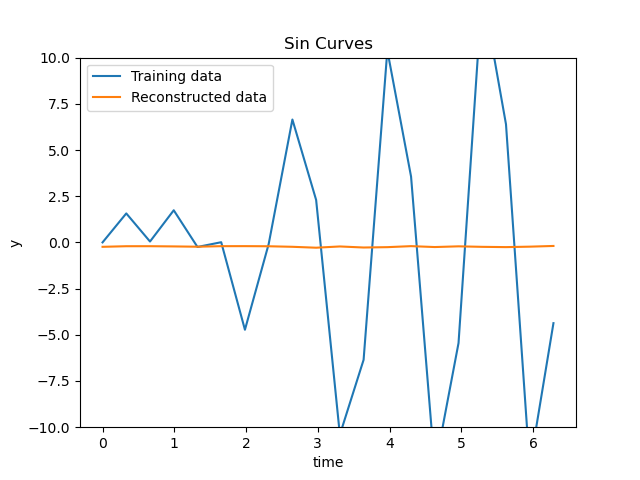 Sin Curves
10.0
7.5
5.0
2.5
0.0
−2.5
−5.0
−7.5
−10.0
y
Training data
Reconstructed data
0 1 2 3 4 5 6
time